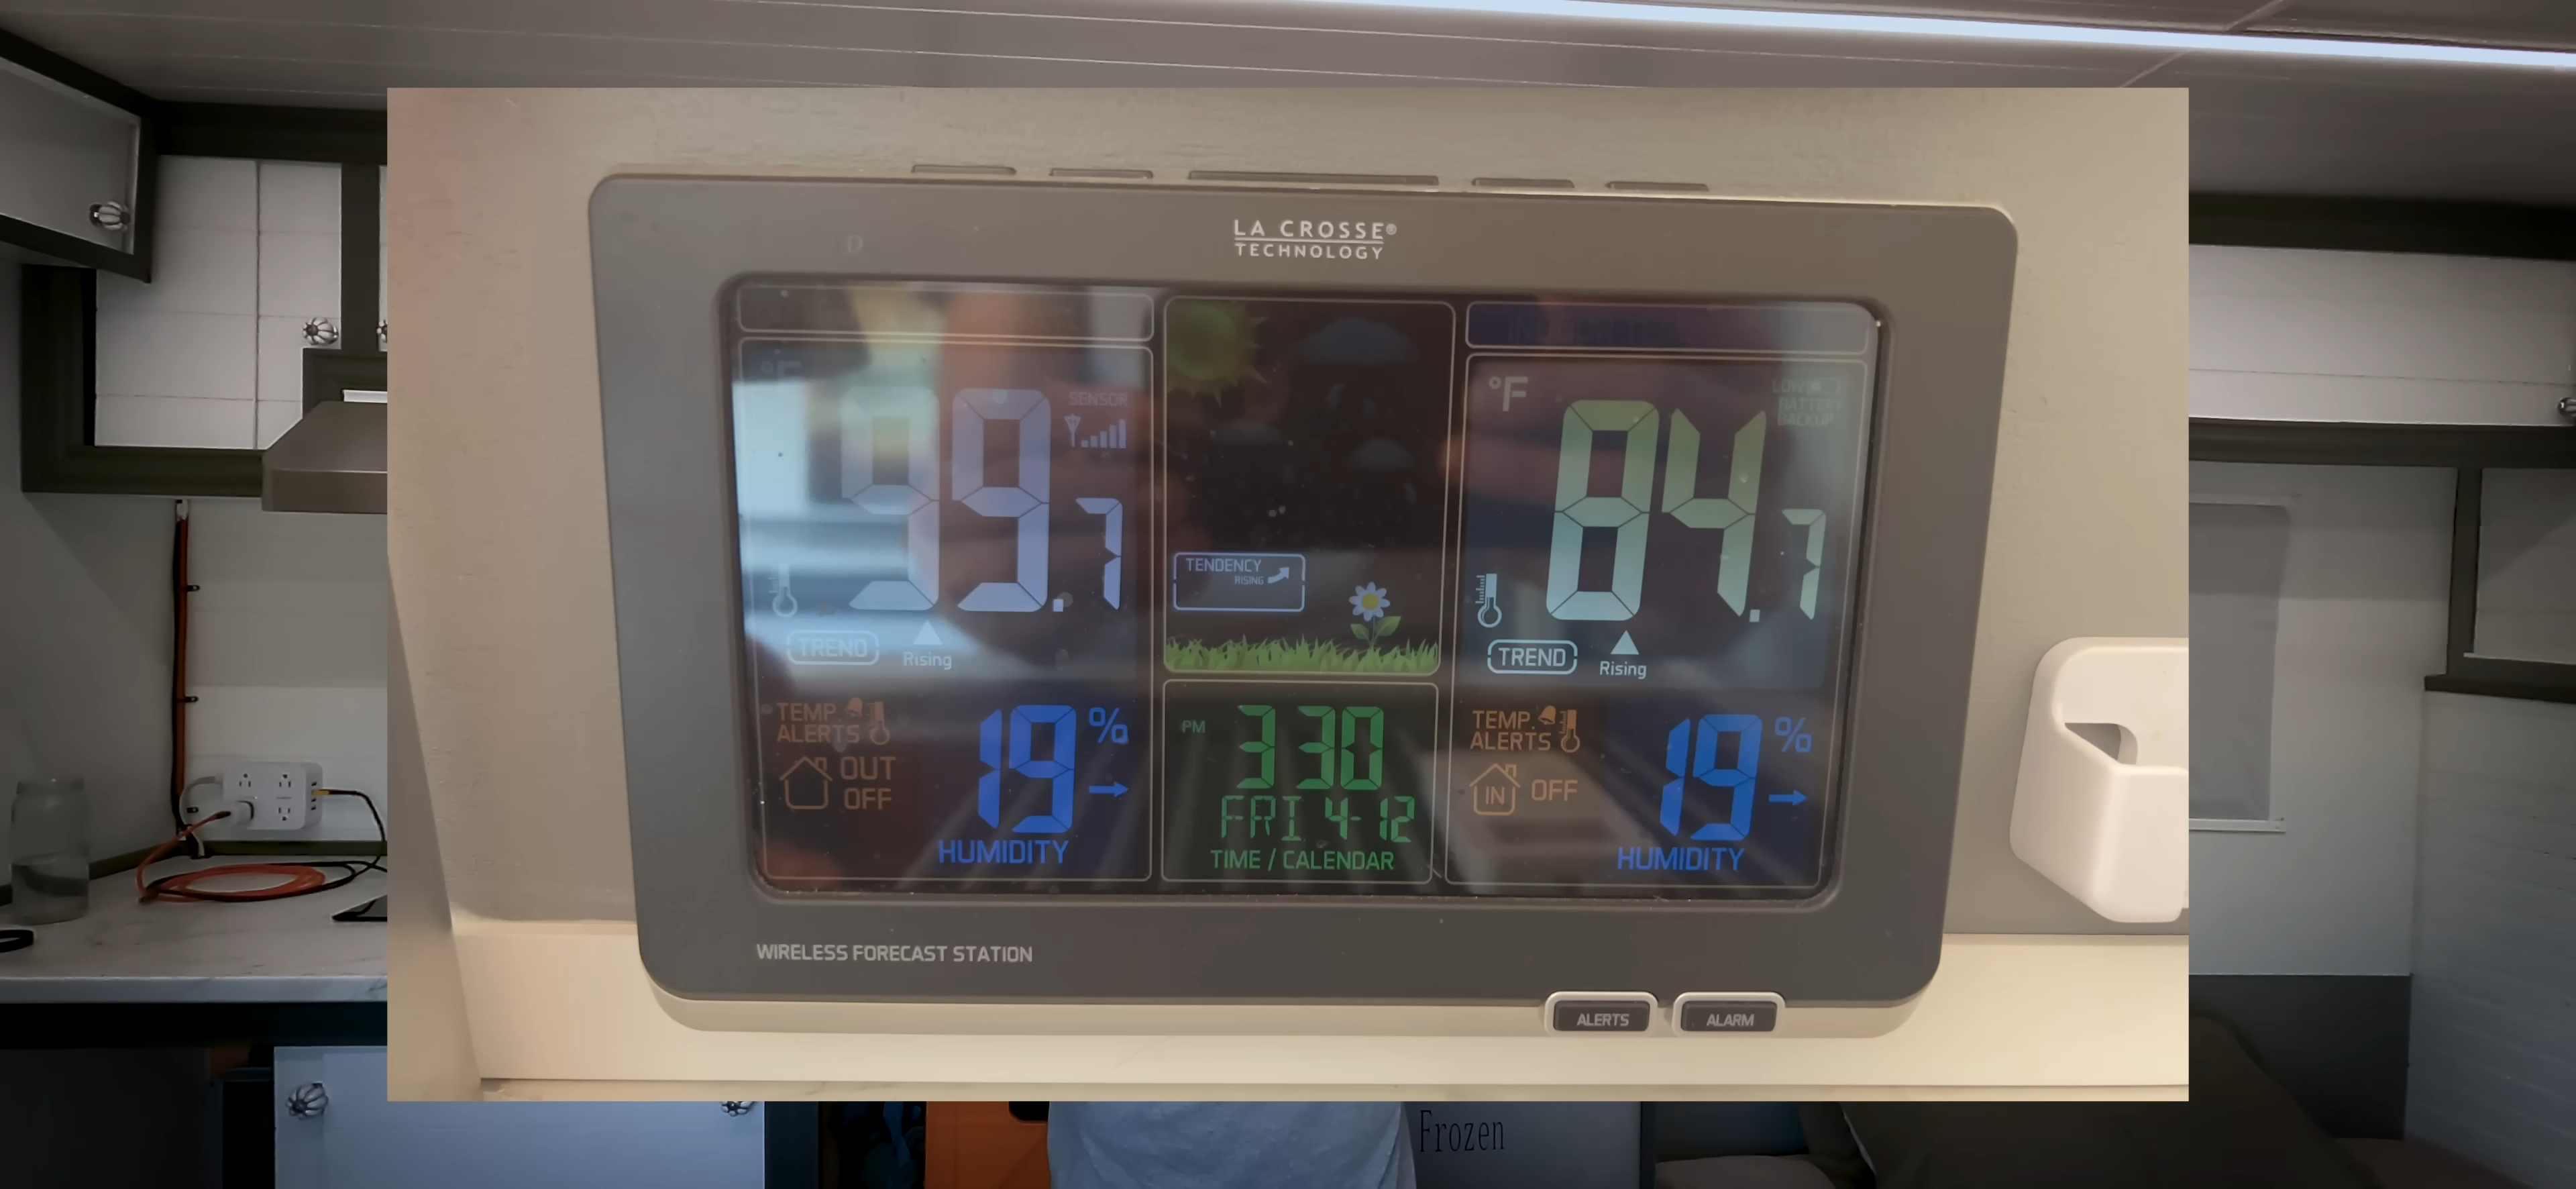 LA CROSSE®
TECHNOLOGY
°F
99.7
SENSOR
TREND
Rising
TEMP.
ALERTS
OUT
OFF
19 %
HUMIDITY
TENDENCY
RISING
PM
3 30
FRI 4-12
TIME / CALENDAR
°F
LOW
BATTERY
BACKUP
84.7
TREND
Rising
TEMP.
ALERTS
IN
OFF
19 %
HUMIDITY
WIRELESS FORECAST STATION
ALERTS
ALARM
Frozen